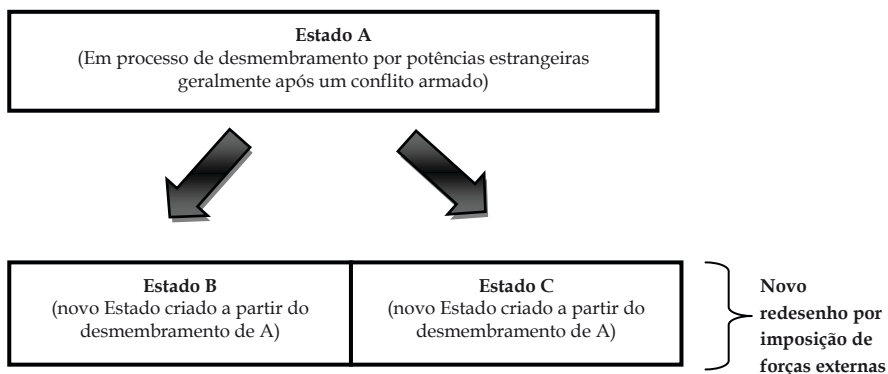 Estado A
(Em processo de desmembramento por potências estrangeiras
geralmente após um conflito armado)
Estado B
(novo Estado criado a partir do
desmembramento de A)
Estado C
(novo Estado criado a partir do
desmembramento de A)
Novo
redesenho por
imposição de
forças externas